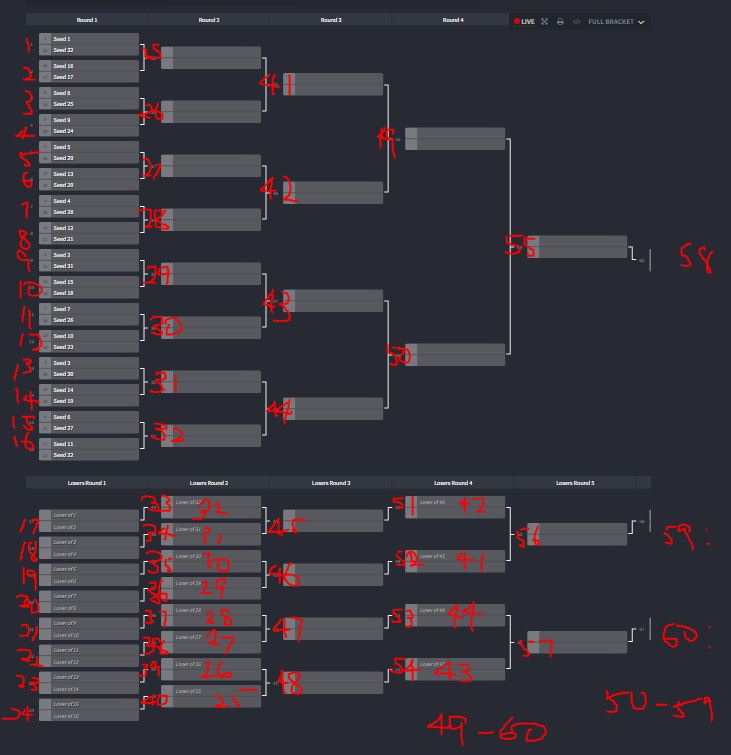 Round 1 Round 2 Round 3 Round 4 LIVE </> FULL BRACKET
1 Seed 1
Seed 32
2 Seed 16
Seed 17
3 Seed 8
Seed 25
4 Seed 9
Seed 24
5 Seed 5
Seed 29
6 Seed 13
Seed 20
7 Seed 4
Seed 28
8 Seed 12
Seed 21
9 Seed 2
Seed 31
10 Seed 15
Seed 18
11 Seed 7
Seed 26
12 Seed 10
Seed 23
13 Seed 3
Seed 30
14 Seed 14
Seed 19
15 Seed 6
Seed 27
16 Seed 11
Seed 22
25
26
27
28
29
30
31
32
41
42
43
44
49
50
55
58
Losers Round 1 Losers Round 2 Losers Round 3 Losers Round 4 Losers Round 5
17 Loser of 1
Loser of 2
18 Loser of 3
Loser of 4
19 Loser of 5
Loser of 6
20 Loser of 7
Loser of 8
21 Loser of 9
Loser of 10
22 Loser of 11
Loser of 12
23 Loser of 13
Loser of 14
24 Loser of 15
Loser of 16
33 Loser of 32 32
34 Loser of 31 31
35 Loser of 30 30
36 Loser of 29 29
37 Loser of 28 28
38 Loser of 27 27
39 Loser of 26 26
40 Loser of 25 25
45
46
47
48
51 Loser of 46 42
52 Loser of 45 41
53 Loser of 48 44
54 Loser of 47 43
56
57
59:
60:
50-59
49-60